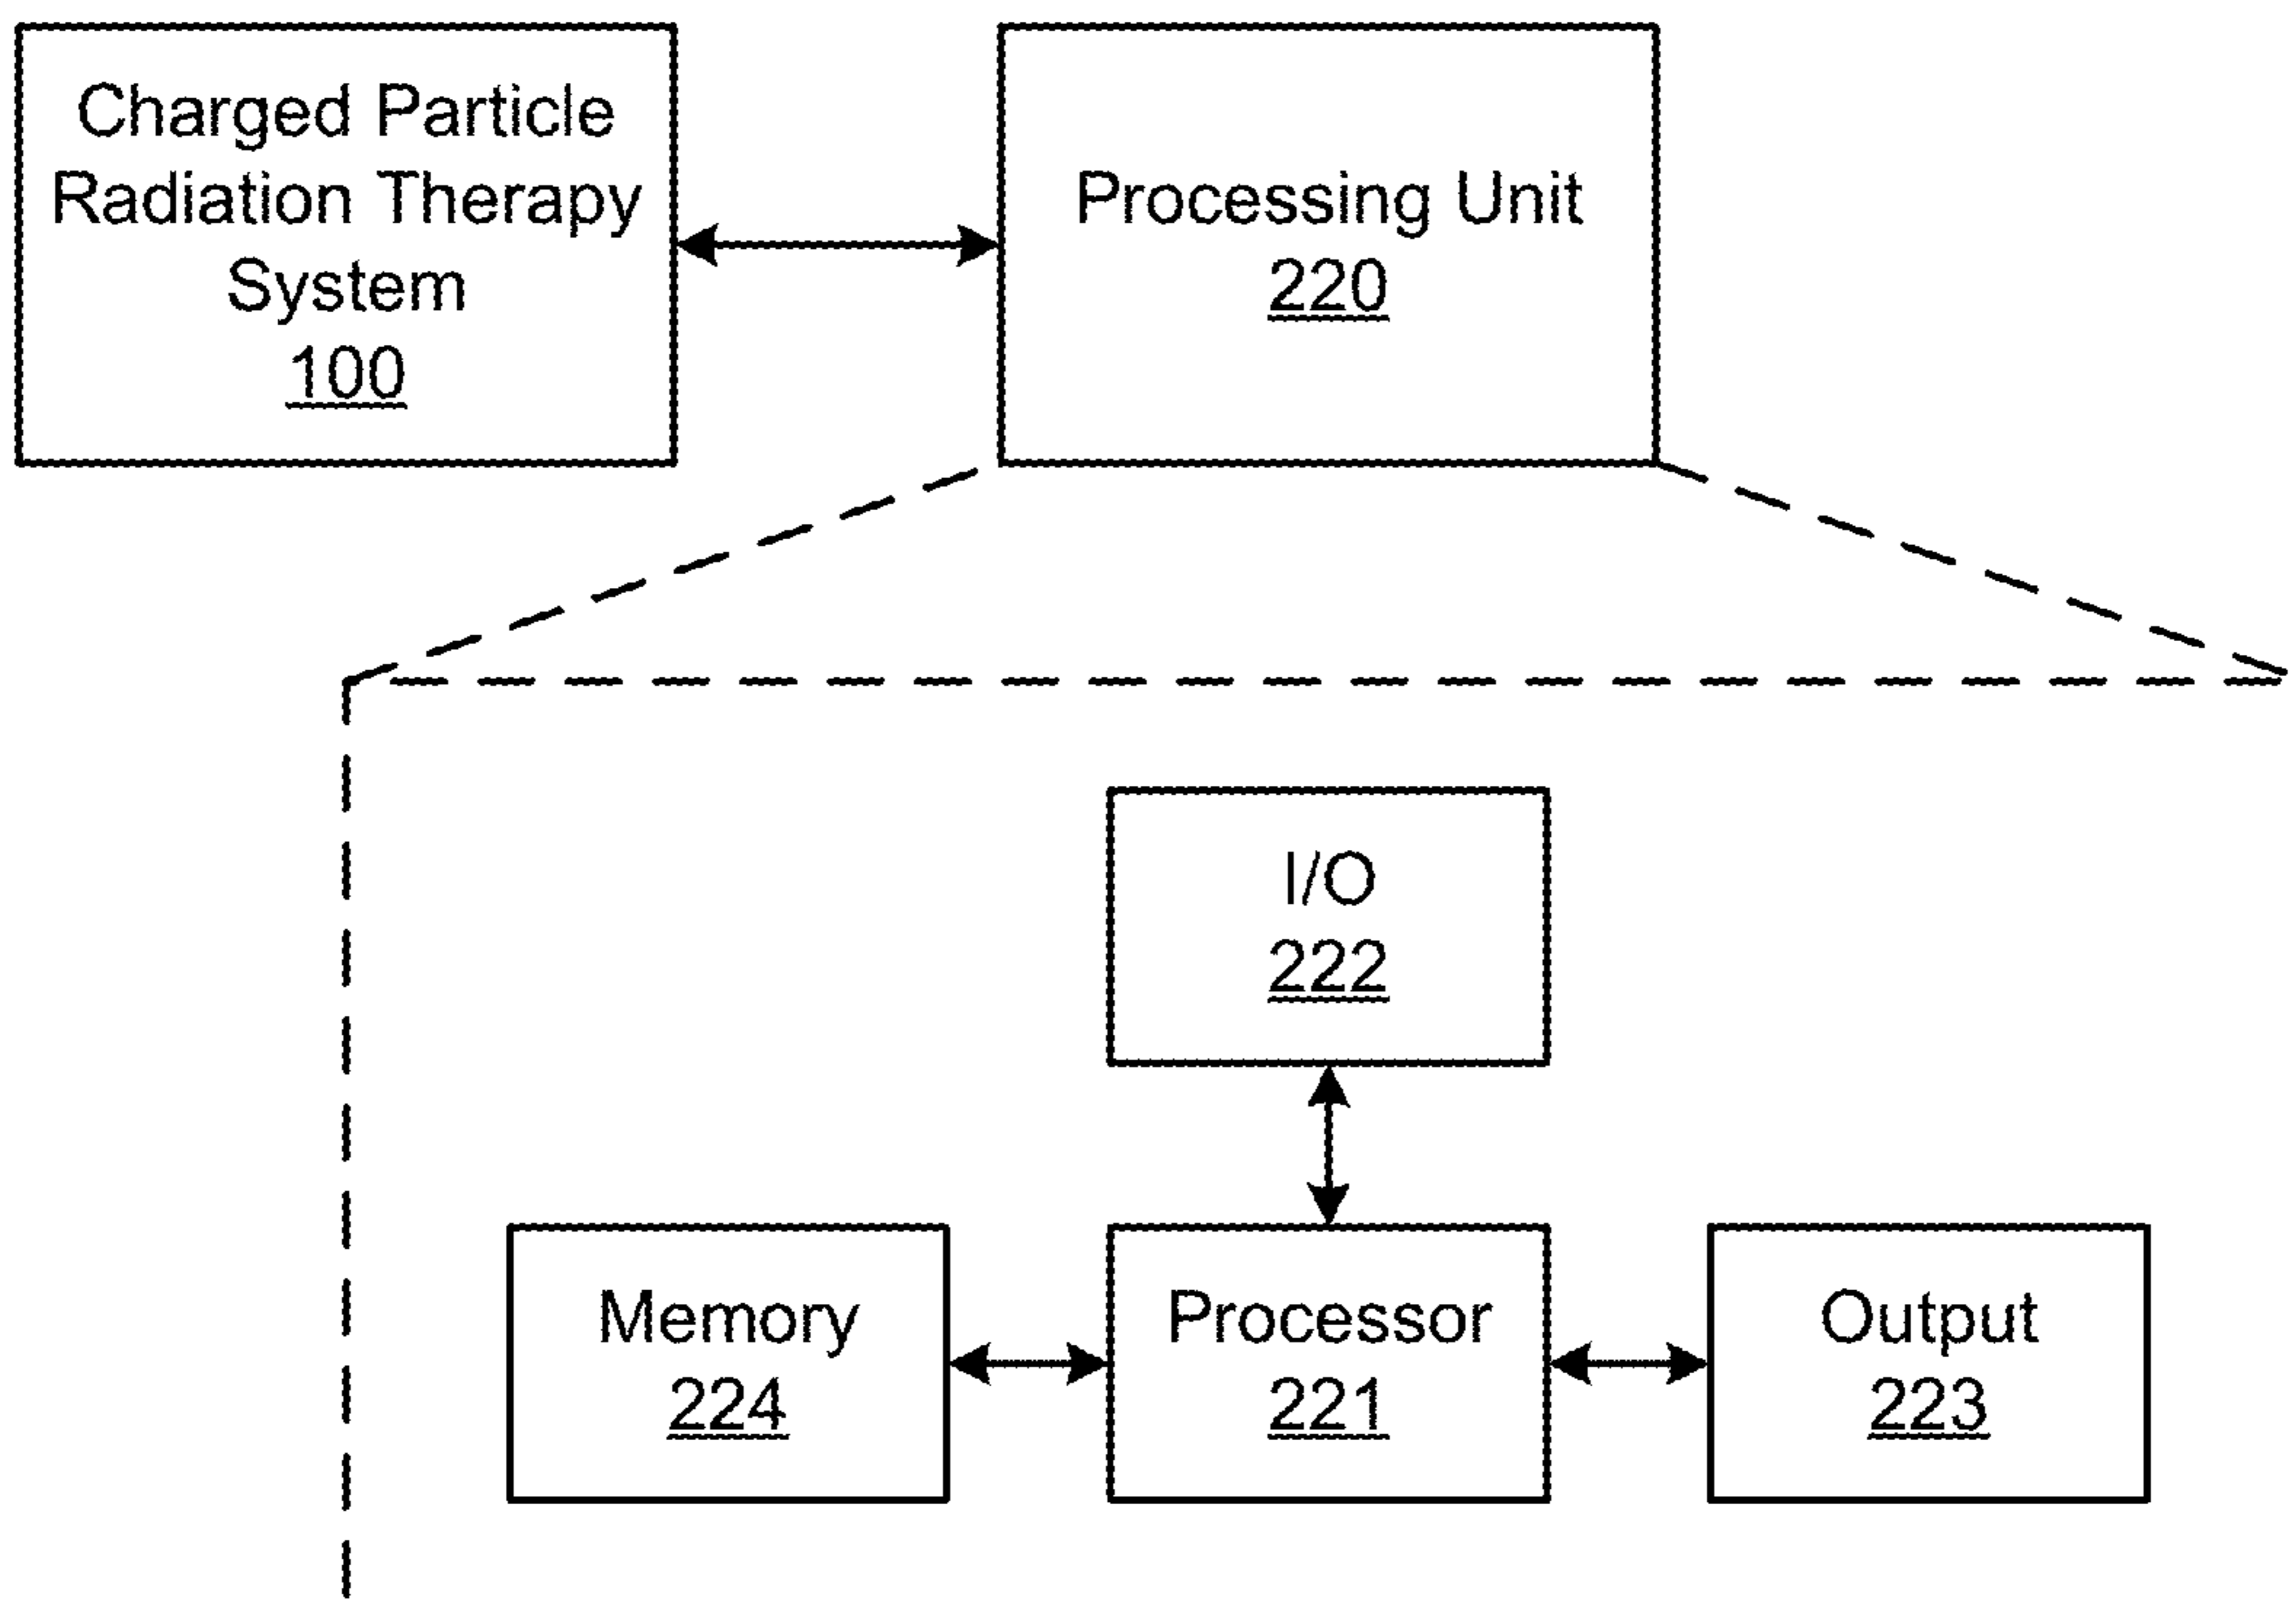 Charged Particle
Radiation Therapy
System
100
Processing Unit
220
I/O
222
Memory
224
Processor
221
Output
223